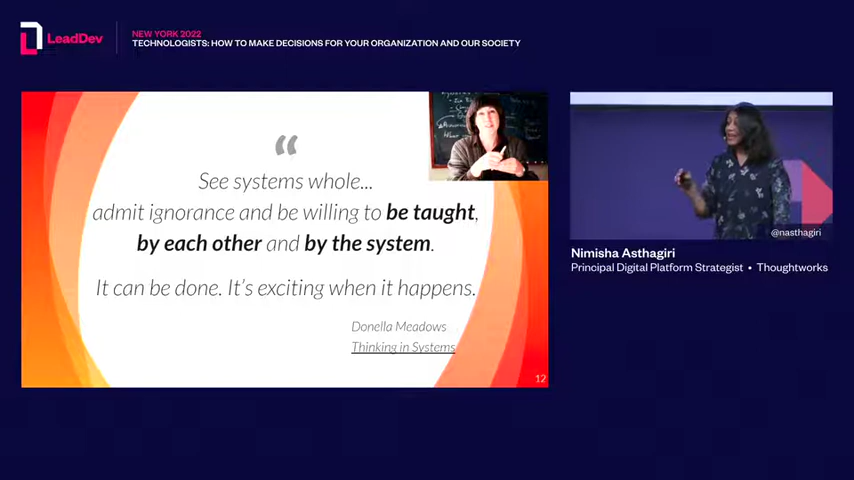 LeadDev
NEW YORK 2022
TECHNOLOGISTS: HOW TO MAKE DECISIONS FOR YOUR ORGANIZATION AND OUR SOCIETY
“
See systems whole...
admit ignorance and be willing to be taught,
by each other and by the system.
It can be done. It's exciting when it happens.
Donella Meadows
Thinking in Systems
12
@nasthagiri
Nimisha Asthagiri
Principal Digital Platform Strategist • Thoughtworks